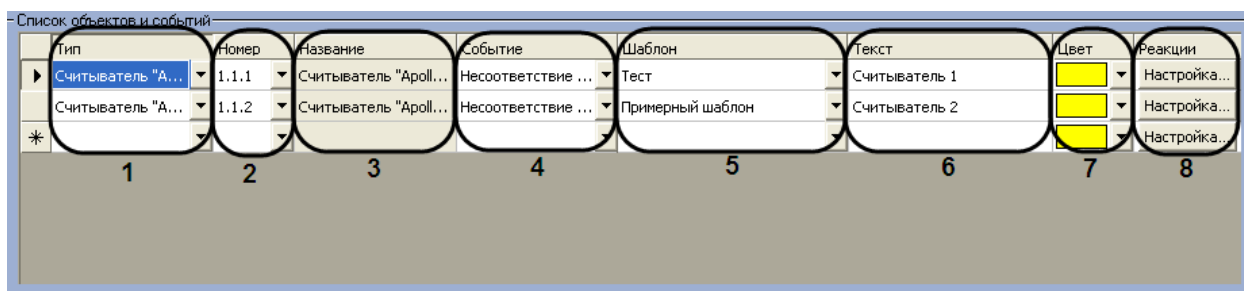 Список объектов и событий
Тип Номер Название Событие Шаблон Текст Цвет Реакции
Считыватель "А... 1.1.1 Считыватель "Apoll... Несоответствие ... Тест Считыватель 1 Настройка...
Считыватель "А... 1.1.2 Считыватель "Apoll... Несоответствие ... Примерный шаблон Считыватель 2 Настройка...
Настройка...
1 2 3 4 5 6 7 8